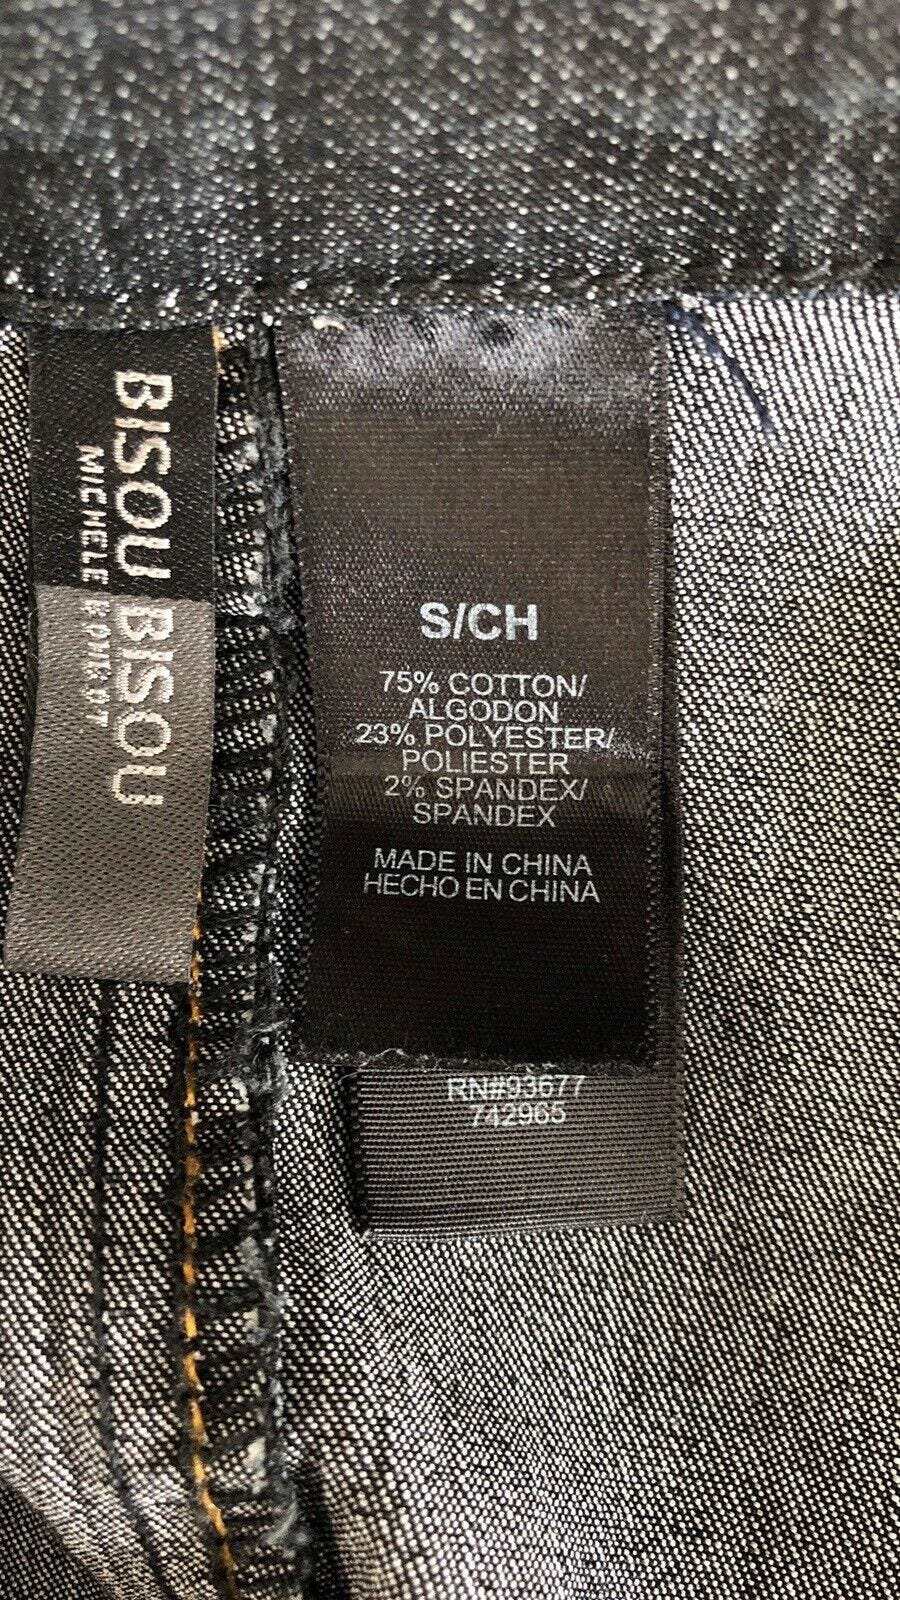 BISOU BISOU
MICHELE BOHBOT
S/CH
75% COTTON/
ALGODON
23% POLYESTER/
POLIESTER
2% SPANDEX/
SPANDEX
MADE IN CHINA
HECHO EN CHINA
RN#93677
742965